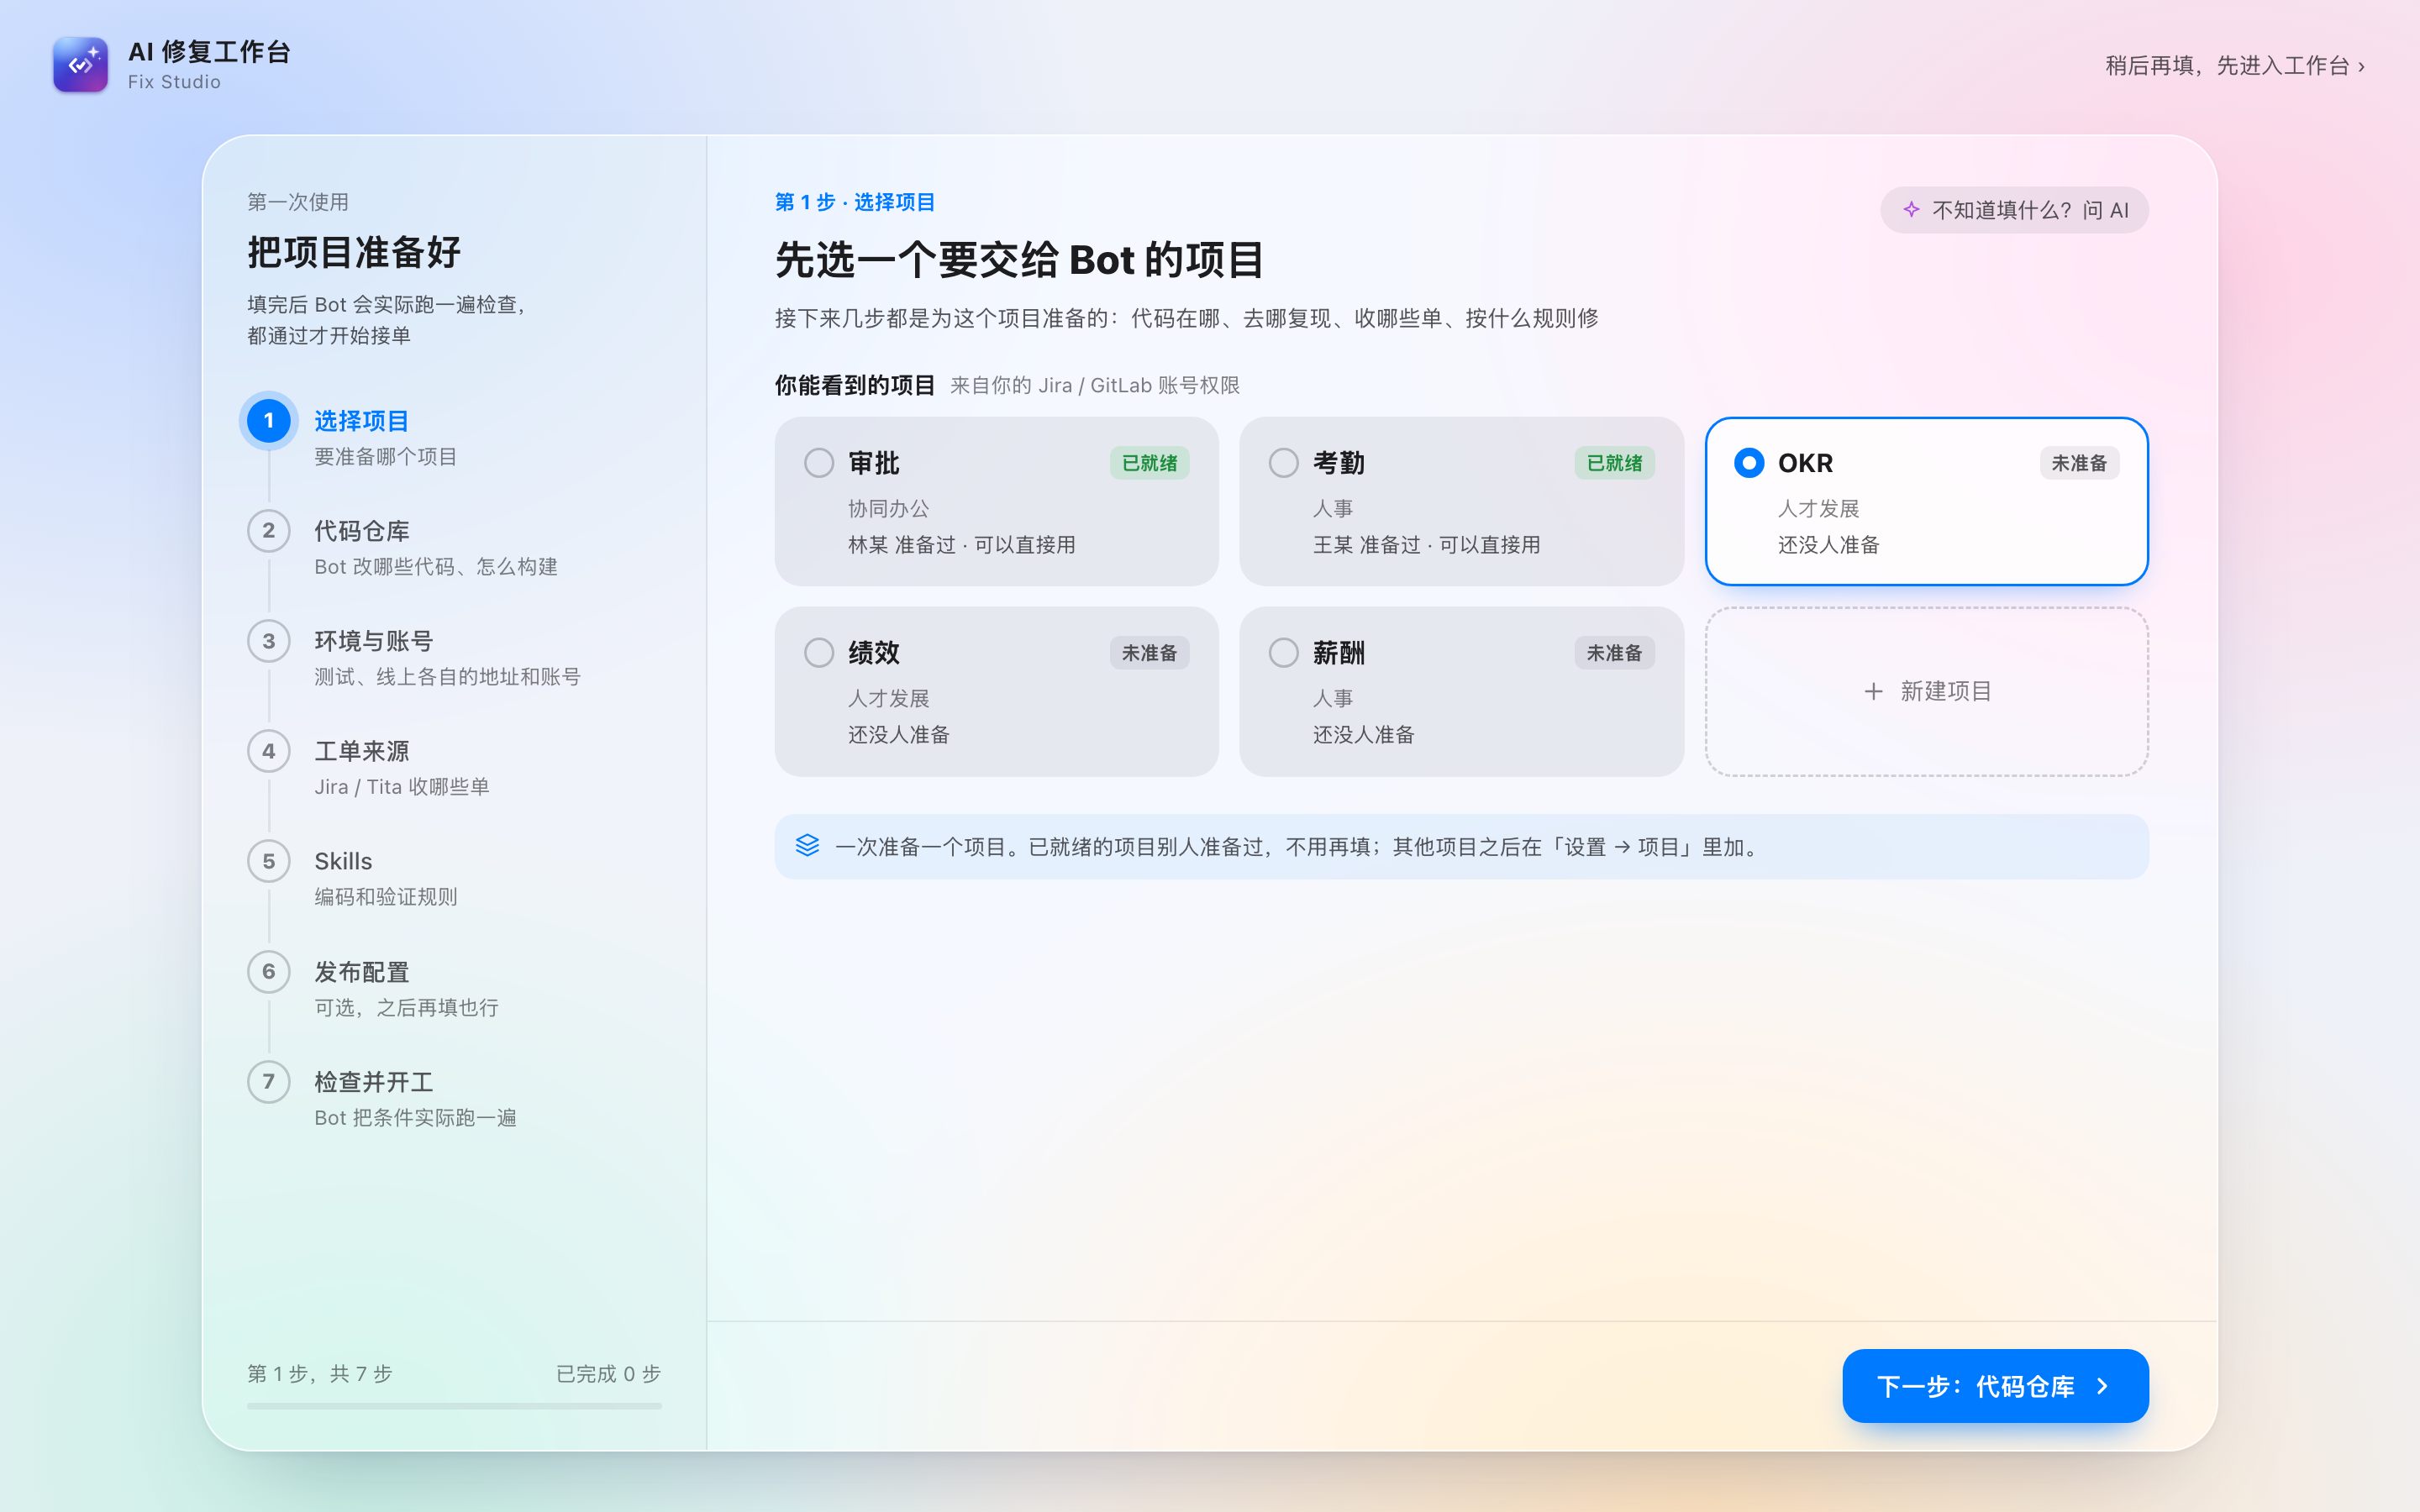 AI 修复工作台
Fix Studio
稍后再填，先进入工作台 ›
第一次使用
把项目准备好
填完后 Bot 会实际跑一遍检查，
都通过才开始接单
1 选择项目
要准备哪个项目
2 代码仓库
Bot 改哪些代码、怎么构建
3 环境与账号
测试、线上各自的地址和账号
4 工单来源
Jira / Tita 收哪些单
5 Skills
编码和验证规则
6 发布配置
可选，之后再填也行
7 检查并开工
Bot 把条件实际跑一遍
第 1 步，共 7 步 已完成 0 步
第 1 步 · 选择项目
不知道填什么？问 AI
先选一个要交给 Bot 的项目
接下来几步都是为这个项目准备的：代码在哪、去哪复现、收哪些单、按什么规则修
你能看到的项目 来自你的 Jira / GitLab 账号权限
审批 已就绪
协同办公
林某 准备过 · 可以直接用
考勤 已就绪
人事
王某 准备过 · 可以直接用
OKR 未准备
人才发展
还没人准备
绩效 未准备
人才发展
还没人准备
薪酬 未准备
人事
还没人准备
+ 新建项目
一次准备一个项目。已就绪的项目别人准备过，不用再填；其他项目之后在「设置 → 项目」里加。
下一步：代码仓库